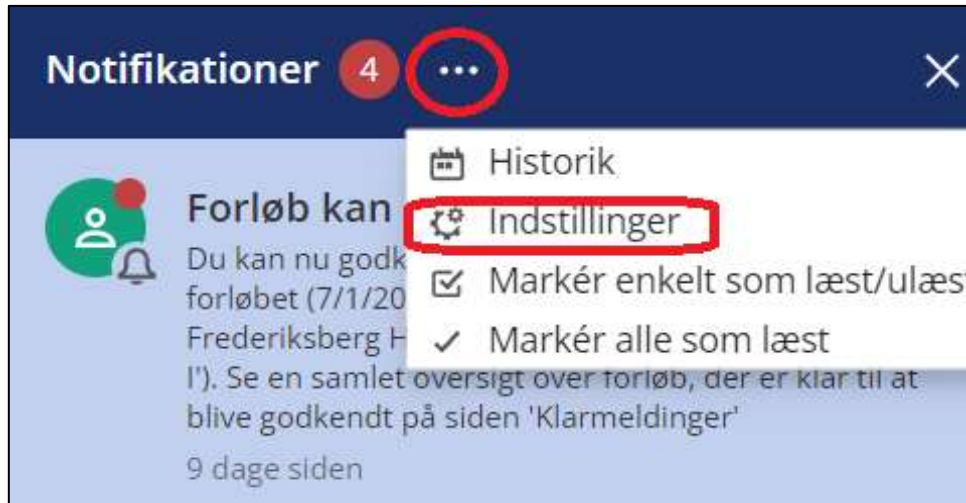 Notifikationer 4 ...
Historik
Forløb kan
Indstillinger
Du kan nu godk
Markér enkelt som læst/ulæst
forløbet (7/1/20
Frederiksberg H
Markér alle som læst
I'). Se en samlet oversigt over forløb, der er klar til at
blive godkendt på siden 'Klarmeldinger'
9 dage siden